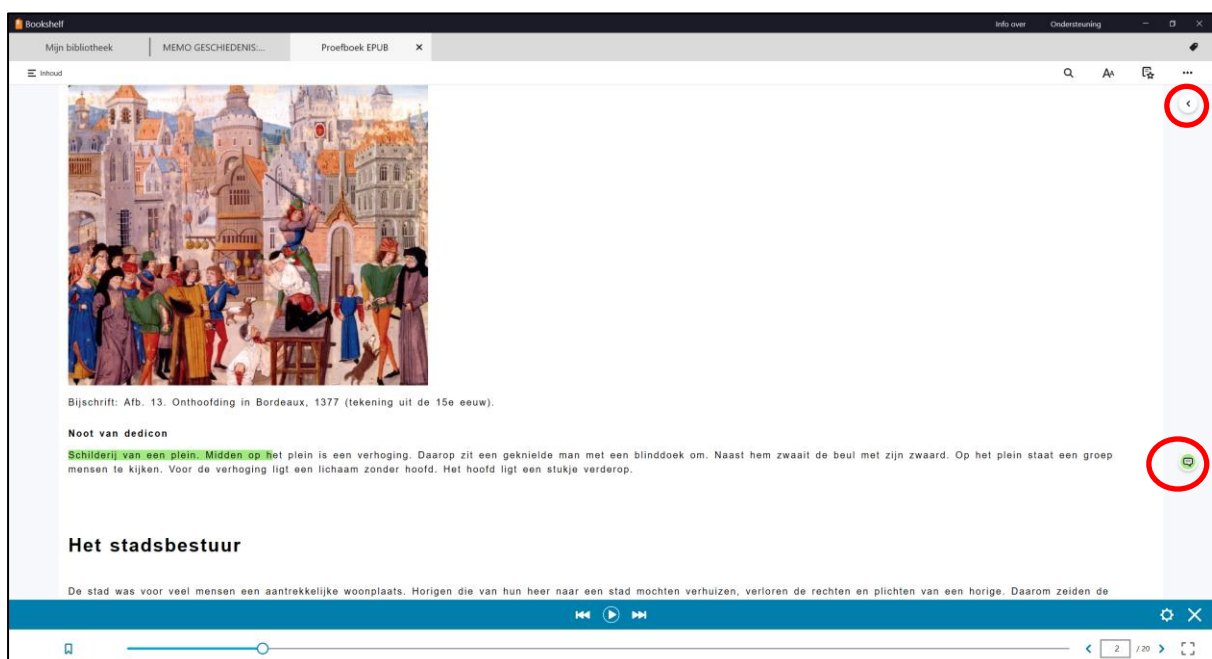 Bookshelf
Info over
Ondersteuning
Mijn bibliotheek
MEMO GESCHIEDENIS:...
Proefboek EPUB
Inhoud
Bijschrift: Afb. 13. Onthoofding in Bordeaux, 1377 (tekening uit de 15e eeuw).
Noot van dedicon
Schilderij van een plein. Midden op het plein is een verhoging. Daarop zit een geknielde man met een blinddoek om. Naast hem zwaait de beul met zijn zwaard. Op het plein staat een groep
mensen te kijken. Voor de verhoging ligt een lichaam zonder hoofd. Het hoofd ligt een stukje verderop.
Het stadsbestuur
De stad was voor veel mensen een aantrekkelijke woonplaats. Horigen die van hun heer naar een stad mochten verhuizen, verloren de rechten en plichten van een horige. Daarom zeiden de
2 / 20